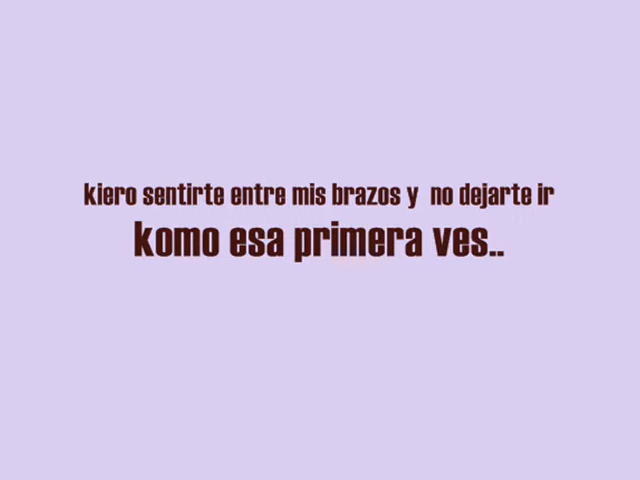 kiero sentirte entre mis brazos y no dejarte ir
komo esa primera ves..